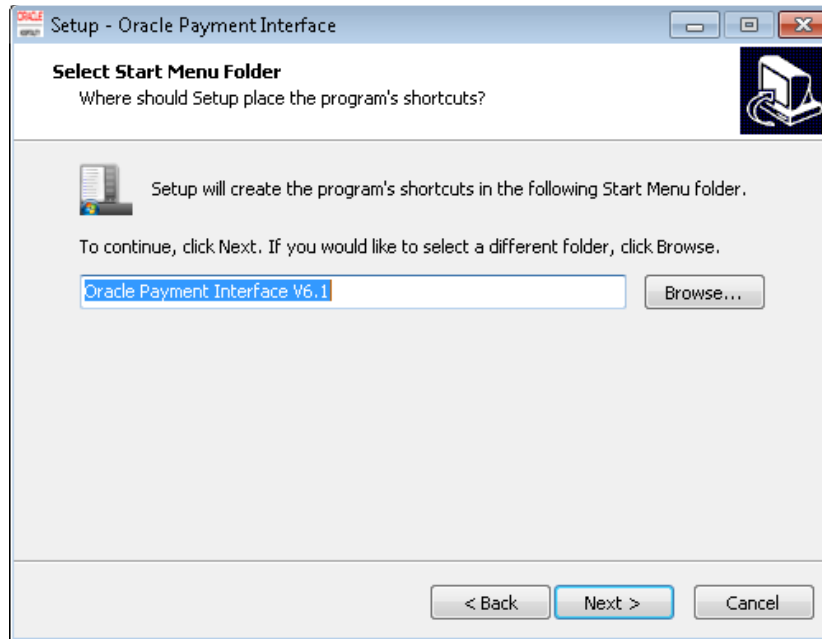 ORACLE
Setup - Oracle Payment Interface
Select Start Menu Folder
Where should Setup place the program's shortcuts?
Setup will create the program's shortcuts in the following Start Menu folder.
To continue, click Next. If you would like to select a different folder, click Browse.
Oracle Payment Interface V6.1
Browse...
< Back
Next >
Cancel